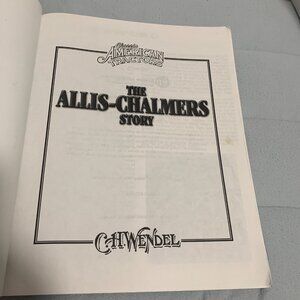 Classic
AMERICAN
TRACTORS
THE
ALLIS-CHALMERS
STORY
C.H. WENDEL